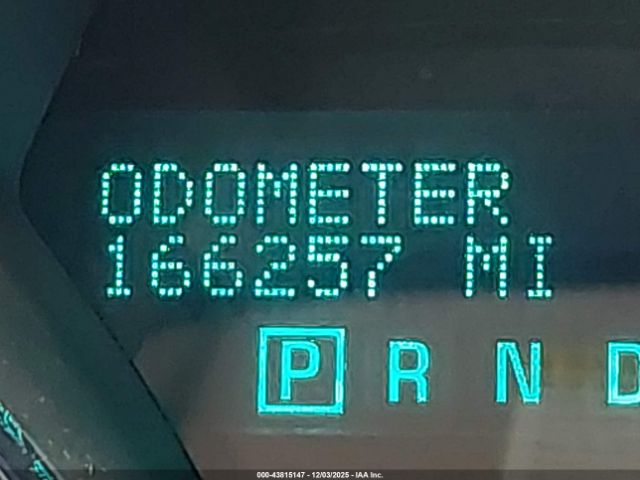 ODOMETER
166257 MI
P R N D
000-43815147 - 12/03/2025 - IAA Inc.